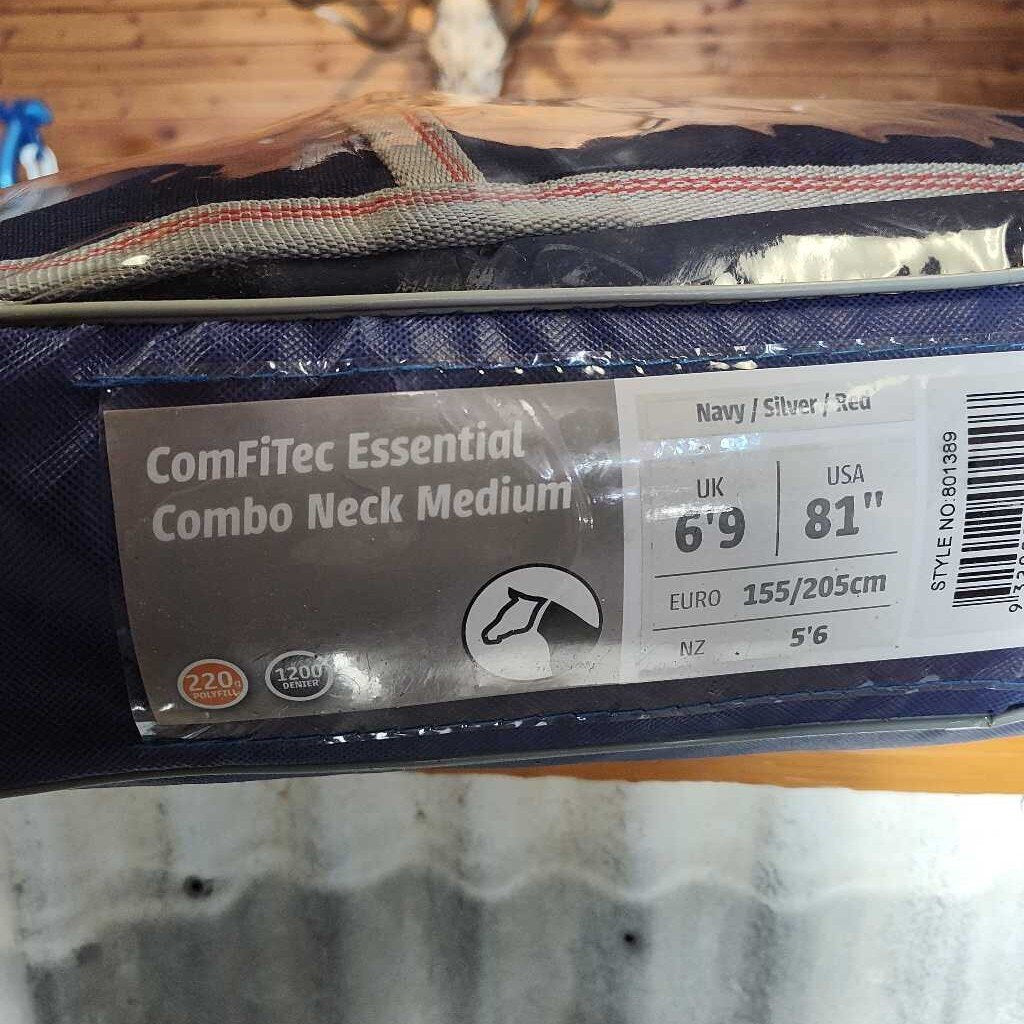 ComFiTec Essential
Combo Neck Medium
220g
POLYFILL
1200
DENIER
Navy / Silver / Red
UK
6'9
USA
81"
EURO 155/205cm
NZ 5'6
STYLE NO:801389